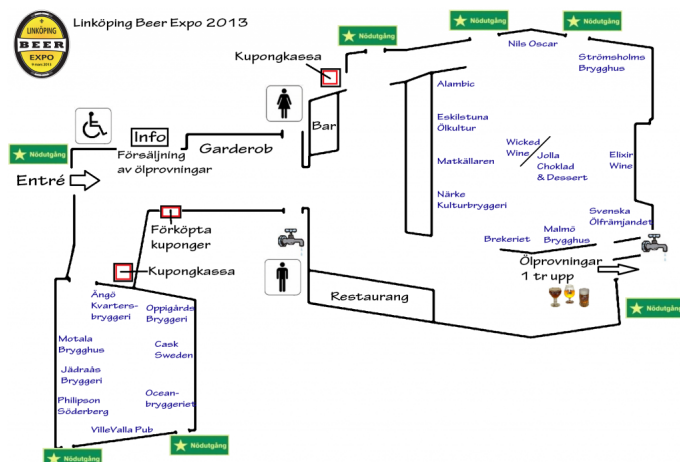 LINKÖPING
BEER
EXPO
Linköping Beer Expo 2013
Nödutgång
Nödutgång
Nödutgång
Nils Oscar
Strömsholms
Brygghus
Kupongkassa
Alambic
Bar
Eskilstuna
Ölkultur
Info
Garderob
Försäljning
av ölprovningar
Nödutgång
Entré
Wicked
Wine
Jolla
Choklad
& Dessert
Matkällaren
Elixir
Wine
Närke
Kulturbryggeri
Svenska
Ölfrämjandet
Malmö
Brygghus
Brekeriet
Förköpta
kuponger
Kupongkassa
Ölprovningar
1 tr upp
Restaurang
Nödutgång
Ängö
Kvarters-
bryggeri
Oppigårds
Bryggeri
Motala
Brygghus
Cask
Sweden
Jädraås
Bryggeri
Philipson
Söderberg
Ocean-
bryggeriet
VilleValla Pub
Nödutgång
Nödutgång